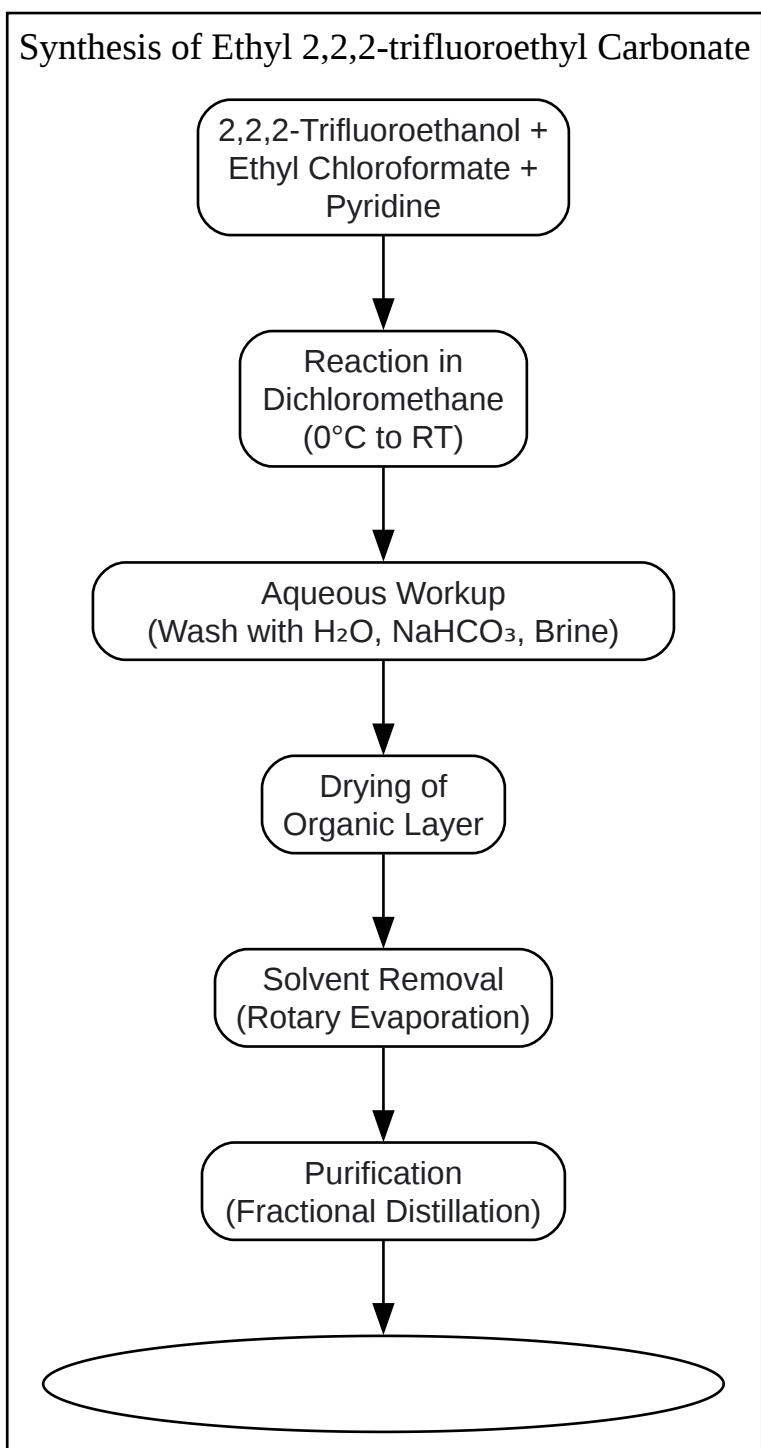 Synthesis of Ethyl 2,2,2-trifluoroethyl Carbonate
2,2,2-Trifluoroethanol +
Ethyl Chloroformate +
Pyridine
Reaction in
Dichloromethane
(0°C to RT)
Aqueous Workup
(Wash with H₂O, NaHCO₃, Brine)
Drying of
Organic Layer
Solvent Removal
(Rotary Evaporation)
Purification
(Fractional Distillation)